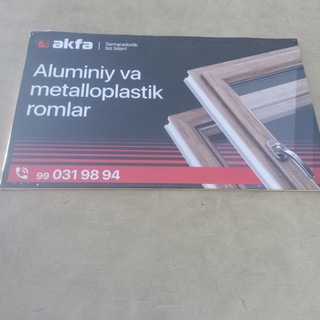 akfa
Samaradorlik
biz bilan!
Aluminiy va
metalloplastik
romlar
99 031 98 94